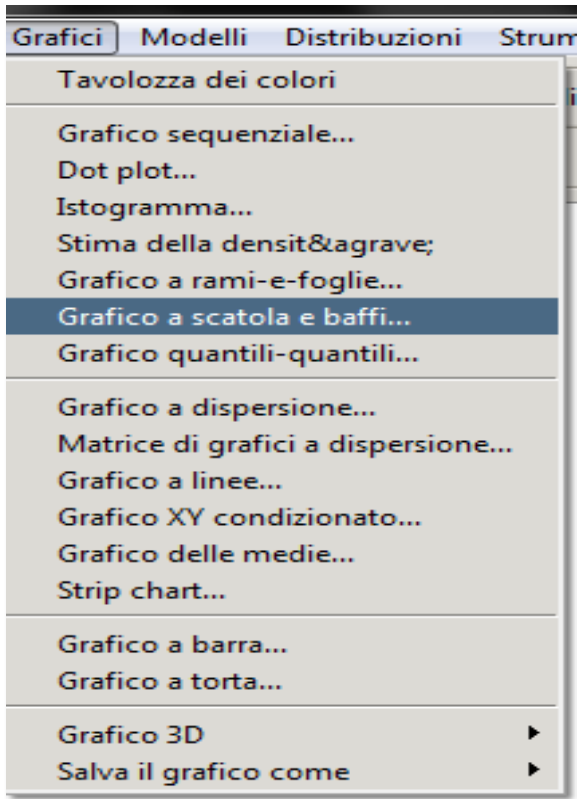 Grafici Modelli Distribuzioni Strum
Tavolozza dei colori
Grafico sequenziale...
Dot plot...
Istogramma...
Stima della densit&agrave;
Grafico a rami-e-foglie...
Grafico a scatola e baffi...
Grafico quantili-quantili...
Grafico a dispersione...
Matrice di grafici a dispersione...
Grafico a linee...
Grafico XY condizionato...
Grafico delle medie...
Strip chart...
Grafico a barra...
Grafico a torta...
Grafico 3D
Salva il grafico come